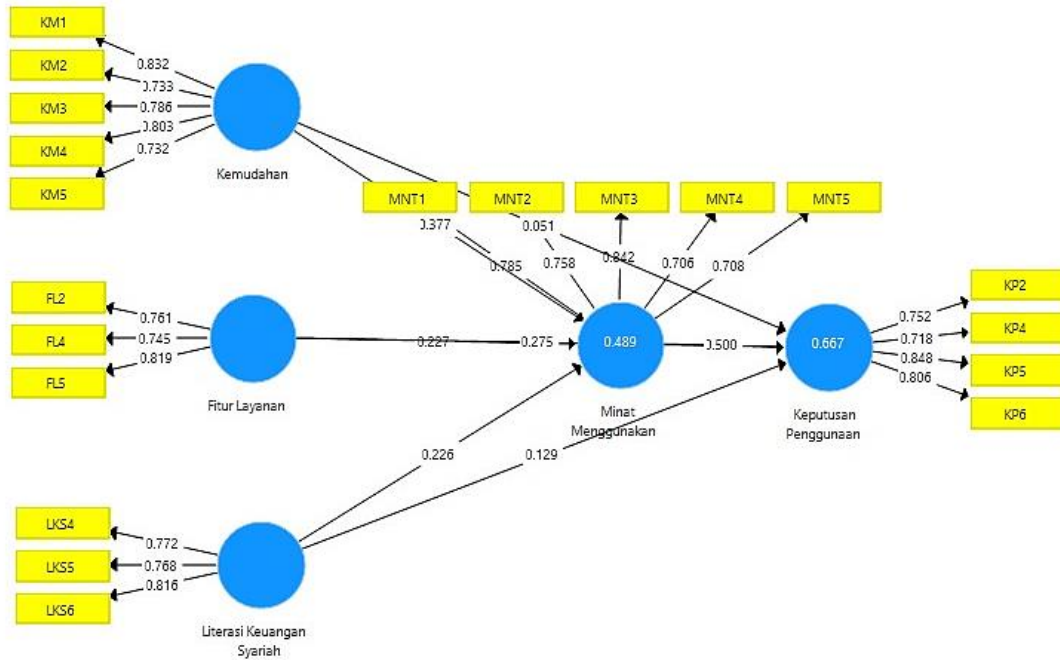 KM1
KM2
KM3
KM4
KM5
0.832
0.733
0.786
0.803
0.732
Kemudahan
MNT1
MNT2
MNT3
MNT4
MNT5
0.377
0.051
0.785
0.758
0.842
0.706
0.708
FL2
FL4
FL5
0.761
0.745
0.819
Fitur Layanan
0.227
0.275
0.489
Minat
Menggunakan
0.500
0.667
Keputusan
Penggunaan
0.752
0.718
0.848
0.806
KP2
KP4
KP5
KP6
0.226
0.129
LKS4
LKS5
LKS6
0.772
0.768
0.816
Literasi Keuangan
Syariah